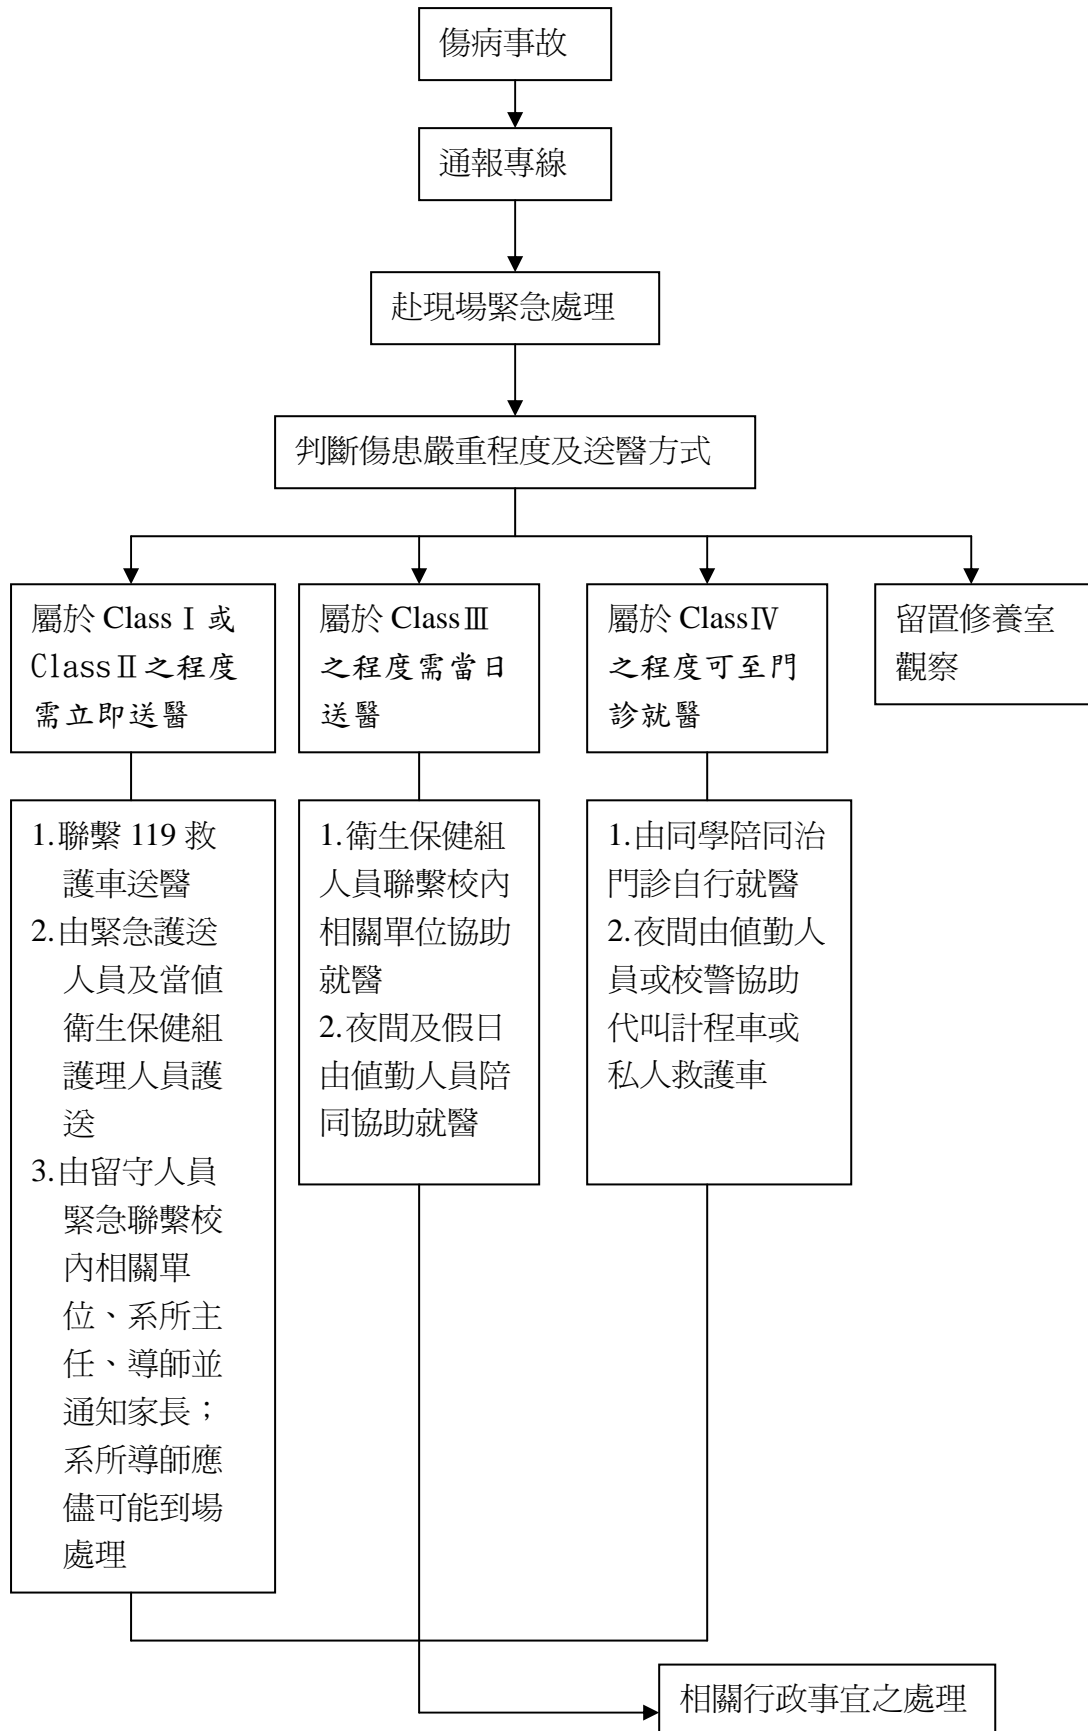 傷病事故
通報專線
赴現場緊急處理
判斷傷患嚴重程度及送醫方式
屬於 Class Ⅰ 或
Class Ⅱ 之程度
需立即送醫
屬於 Class Ⅲ
之程度需當日
送醫
屬於 Class Ⅳ
之程度可至門
診就醫
留置修養室
觀察
1.聯繫 119 救
護車送醫
2.由緊急護送
人員及當值
衛生保健組
護理人員護
送
3.由留守人員
緊急聯繫校
內相關單
位、系所主
任、導師並
通知家長；
系所導師應
儘可能到場
處理
1.衛生保健組
人員聯繫校內
相關單位協助
就醫
2.夜間及假日
由値勤人員陪
同協助就醫
1.由同學陪同治
門診自行就醫
2.夜間由値勤人
員或校警協助
代叫計程車或
私人救護車
相關行政事宜之處理